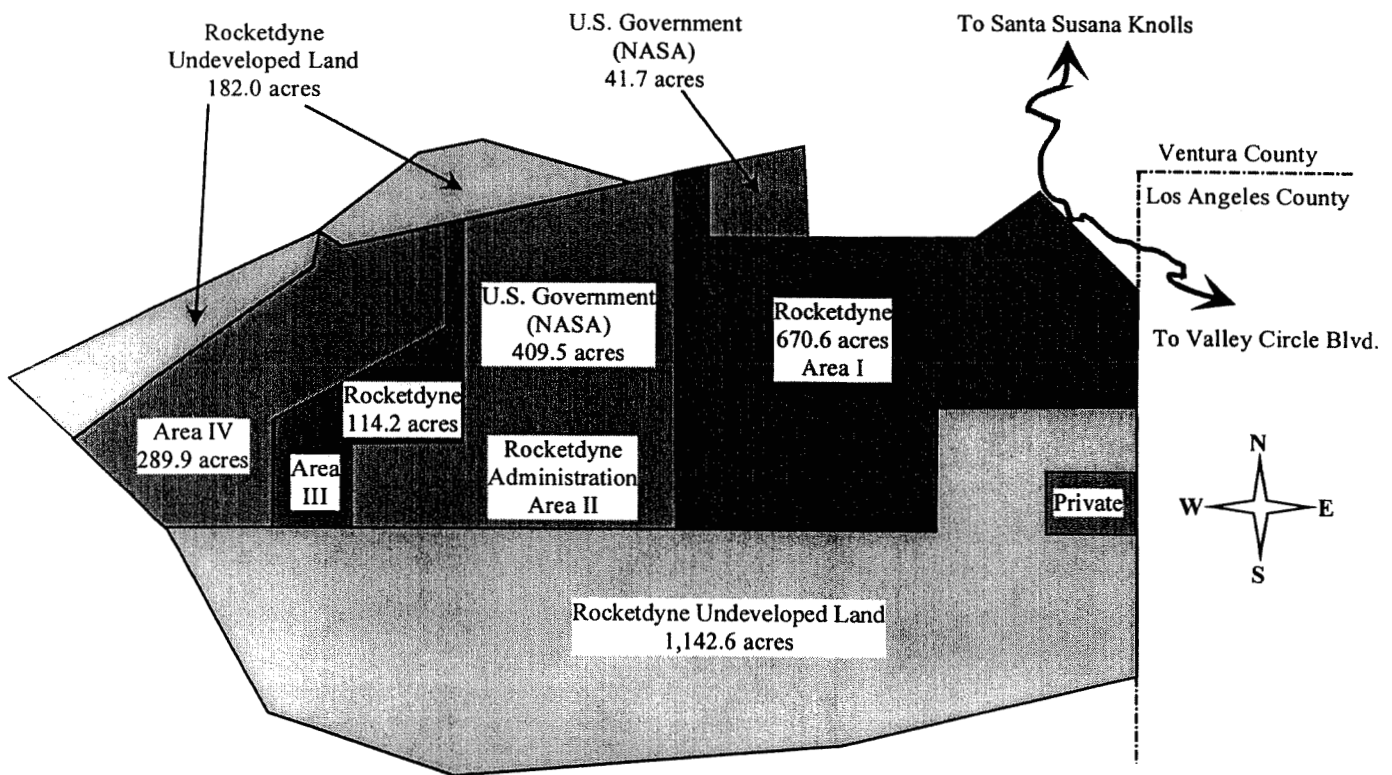 Rocketdyne
Undeveloped Land
182.0 acres
U.S. Government
(NASA)
41.7 acres
To Santa Susana Knolls
Ventura County
Los Angeles County
To Valley Circle Blvd.
U.S. Government
(NASA)
409.5 acres
Rocketdyne
670.6 acres
Area I
Rocketdyne
114.2 acres
Area IV
289.9 acres
Area
III
Rocketdyne
Administration
Area II
Private
N
W
E
S
Rocketdyne Undeveloped Land
1,142.6 acres